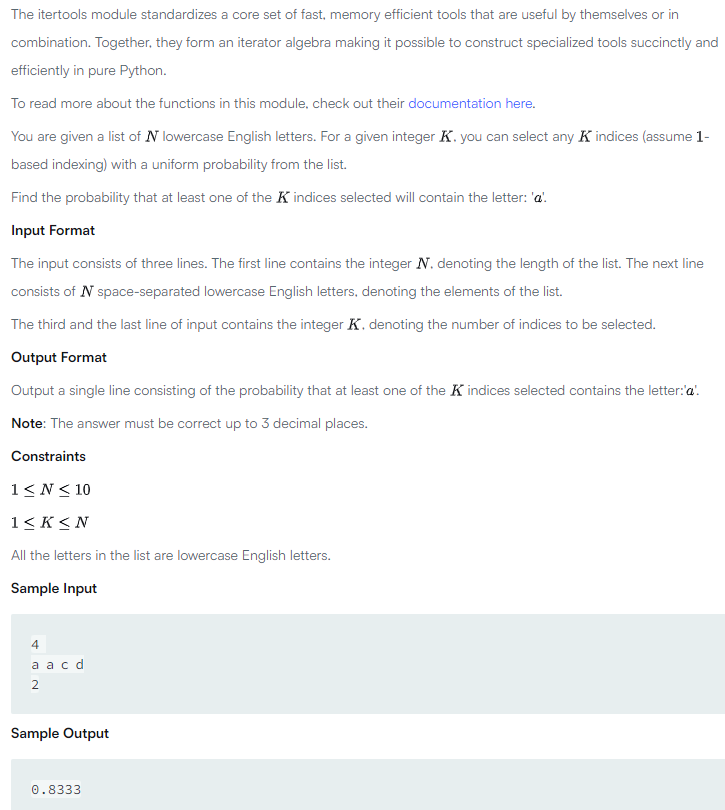 The itertools module standardizes a core set of fast, memory efficient tools that are useful by themselves or in
combination. Together, they form an iterator algebra making it possible to construct specialized tools succinctly and
efficiently in pure Python.
To read more about the functions in this module, check out their documentation here.
You are given a list of N lowercase English letters. For a given integer K, you can select any K indices (assume 1-
based indexing) with a uniform probability from the list.
Find the probability that at least one of the K indices selected will contain the letter: 'a'.
Input Format
The input consists of three lines. The first line contains the integer N, denoting the length of the list. The next line
consists of N space-separated lowercase English letters, denoting the elements of the list.
The third and the last line of input contains the integer K, denoting the number of indices to be selected.
Output Format
Output a single line consisting of the probability that at least one of the K indices selected contains the letter:'a'.
Note: The answer must be correct up to 3 decimal places.
Constraints
1 ≤ N ≤ 10
1 ≤ K ≤ N
All the letters in the list are lowercase English letters.
Sample Input
4
a a c d
2
Sample Output
0.8333